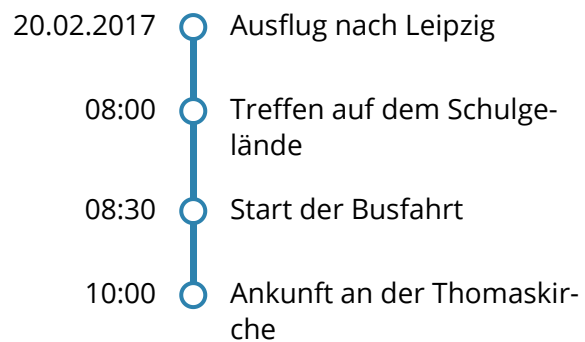 20.02.2017 Ausflug nach Leipzig
08:00 Treffen auf dem Schulge-
lände
08:30 Start der Busfahrt
10:00 Ankunft an der Thomaskir-
che